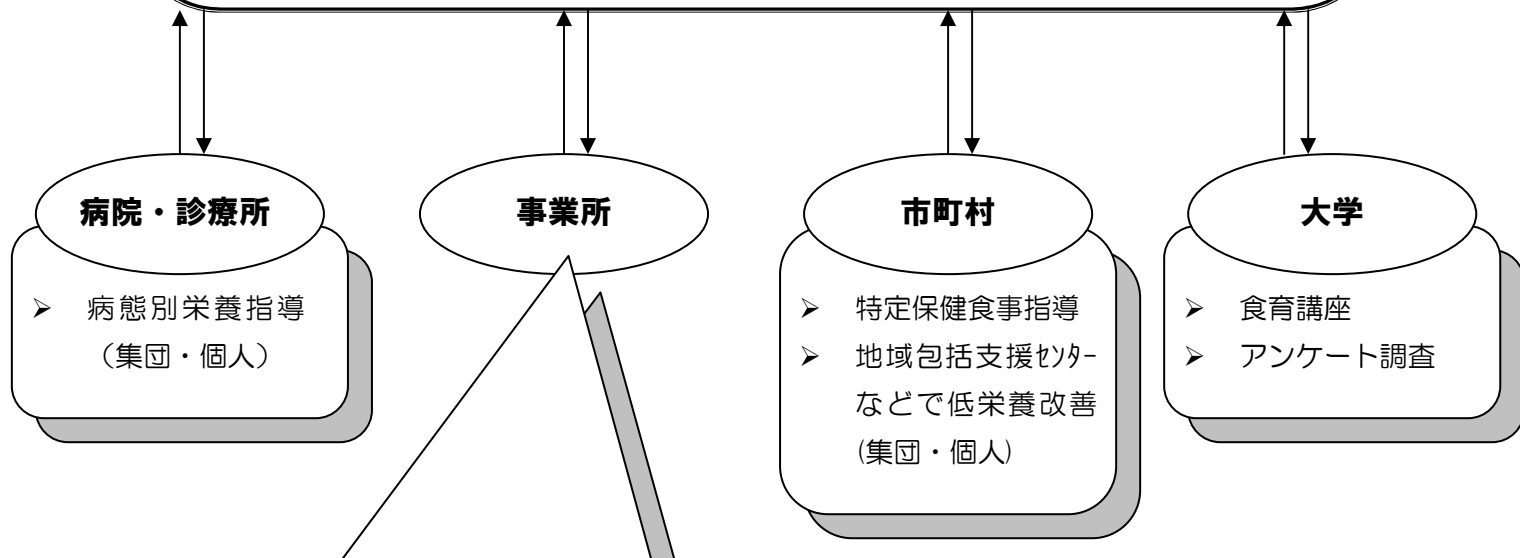 病院・診療所
➢ 病態別栄養指導
（集団・個人）
事業所
市町村
➢ 特定保健食事指導
➢ 地域包括支援ｾﾝﾀｰ
などで低栄養改善
(集団・個人)
大学
➢ 食育講座
➢ アンケート調査